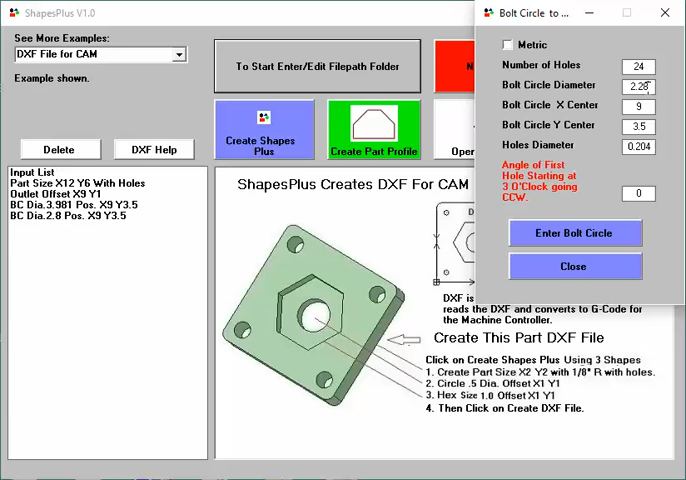 ShapesPlus V1.0
See More Examples:
DXF File for CAM
Example shown.
Delete
DXF Help
Input List
Part Size X12 Y6 With Holes
Outlet Offset X9 Y1
BC Dia.3.981 Pos. X9 Y3.5
BC Dia.2.8 Pos. X9 Y3.5
To Start Enter/Edit Filepath Folder
N
Create Shapes
Plus
Create Part Profile
Oper
ShapesPlus Creates DXF For CAM
D
DXF is
reads the DXF and converts to G-Code for
the Machine Controller.
Create This Part DXF File
Click on Create Shapes Plus Using 3 Shapes
1. Create Part Size X2 Y2 with 1/8" R with holes.
2. Circle .5 Dia. Offset X1 Y1
3. Hex Size 1.0 Offset X1 Y1
4. Then Click on Create DXF File.
Bolt Circle to ...
Metric
Number of Holes 24
Bolt Circle Diameter 2.28
Bolt Circle X Center 9
Bolt Circle Y Center 3.5
Holes Diameter 0.204
Angle of First
Hole Starting at
3 O'Clock going
CCW. 0
Enter Bolt Circle
Close